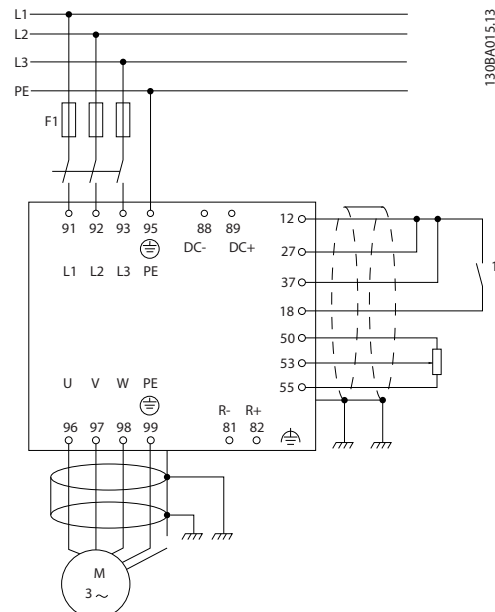 L1
L2
L3
PE
130BA015.13
F1
91 92 93 95 88 89
DC- DC+
L1 L2 L3 PE
12
27
37
18
50
53
55
1
U V W PE
R- R+
96 97 98 99 81 82
M
3 ~